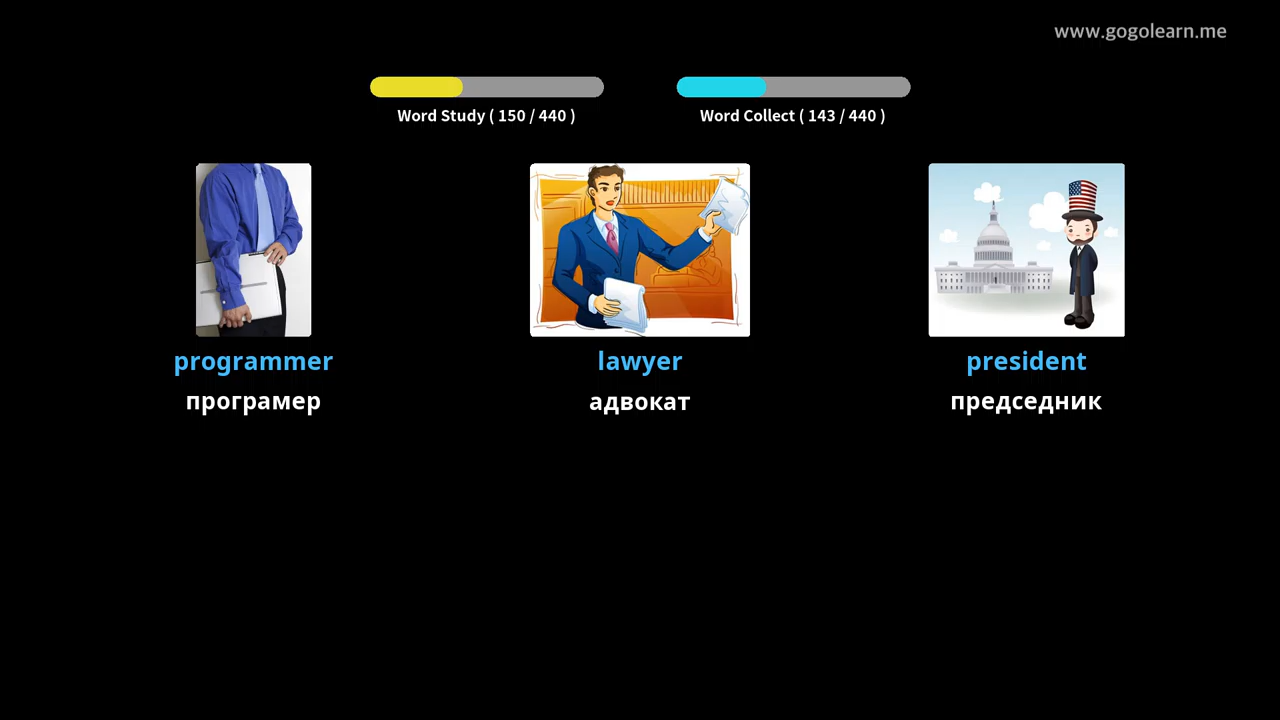 www.gogolearn.me
Word Study ( 150 / 440 )
Word Collect ( 143 / 440 )
programmer
програмер
lawyer
адвокат
president
председник